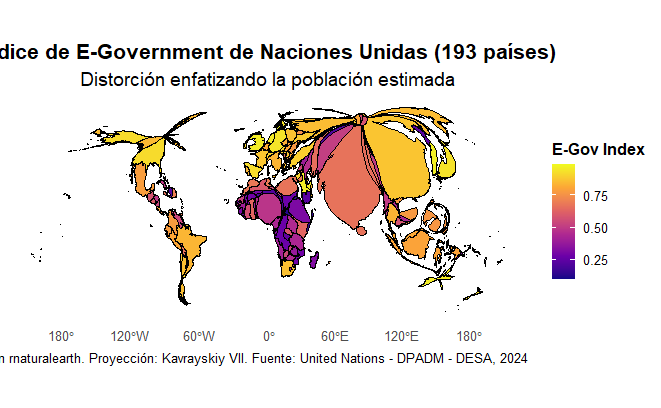 dice de E-Government de Naciones Unidas (193 países)
Distorción enfatizando la población estimada
E-Gov Index
0.75
0.50
0.25
180° 120°W 60°W 0° 60°E 120°E 180°
n rnaturalearth. Proyección: Kavrayskiy VII. Fuente: United Nations - DPADM - DESA, 2024